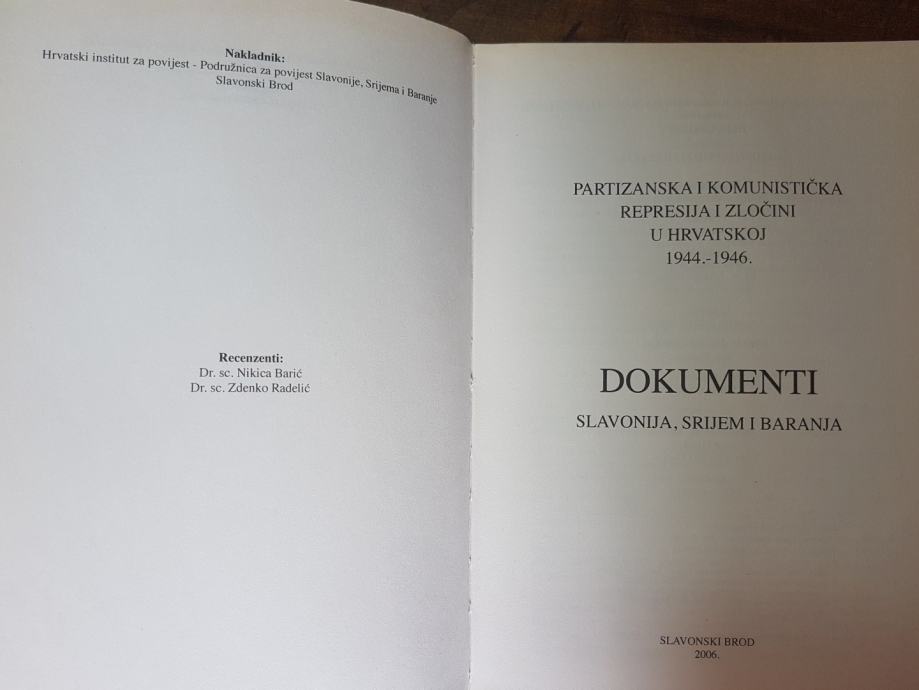 Nakladnik:
Hrvatski institut za povijest - Podružnica za povijest Slavonije, Srijema i Baranje
Slavonski Brod
Recenzenti:
Dr. sc. Nikica Barić
Dr. sc. Zdenko Radelić
PARTIZANSKA I KOMUNISTIČKA
REPRESIJA I ZLOČINI
U HRVATSKOJ
1944.-1946.
DOKUMENTI
SLAVONIJA, SRIJEM I BARANJA
SLAVONSKI BROD
2006.